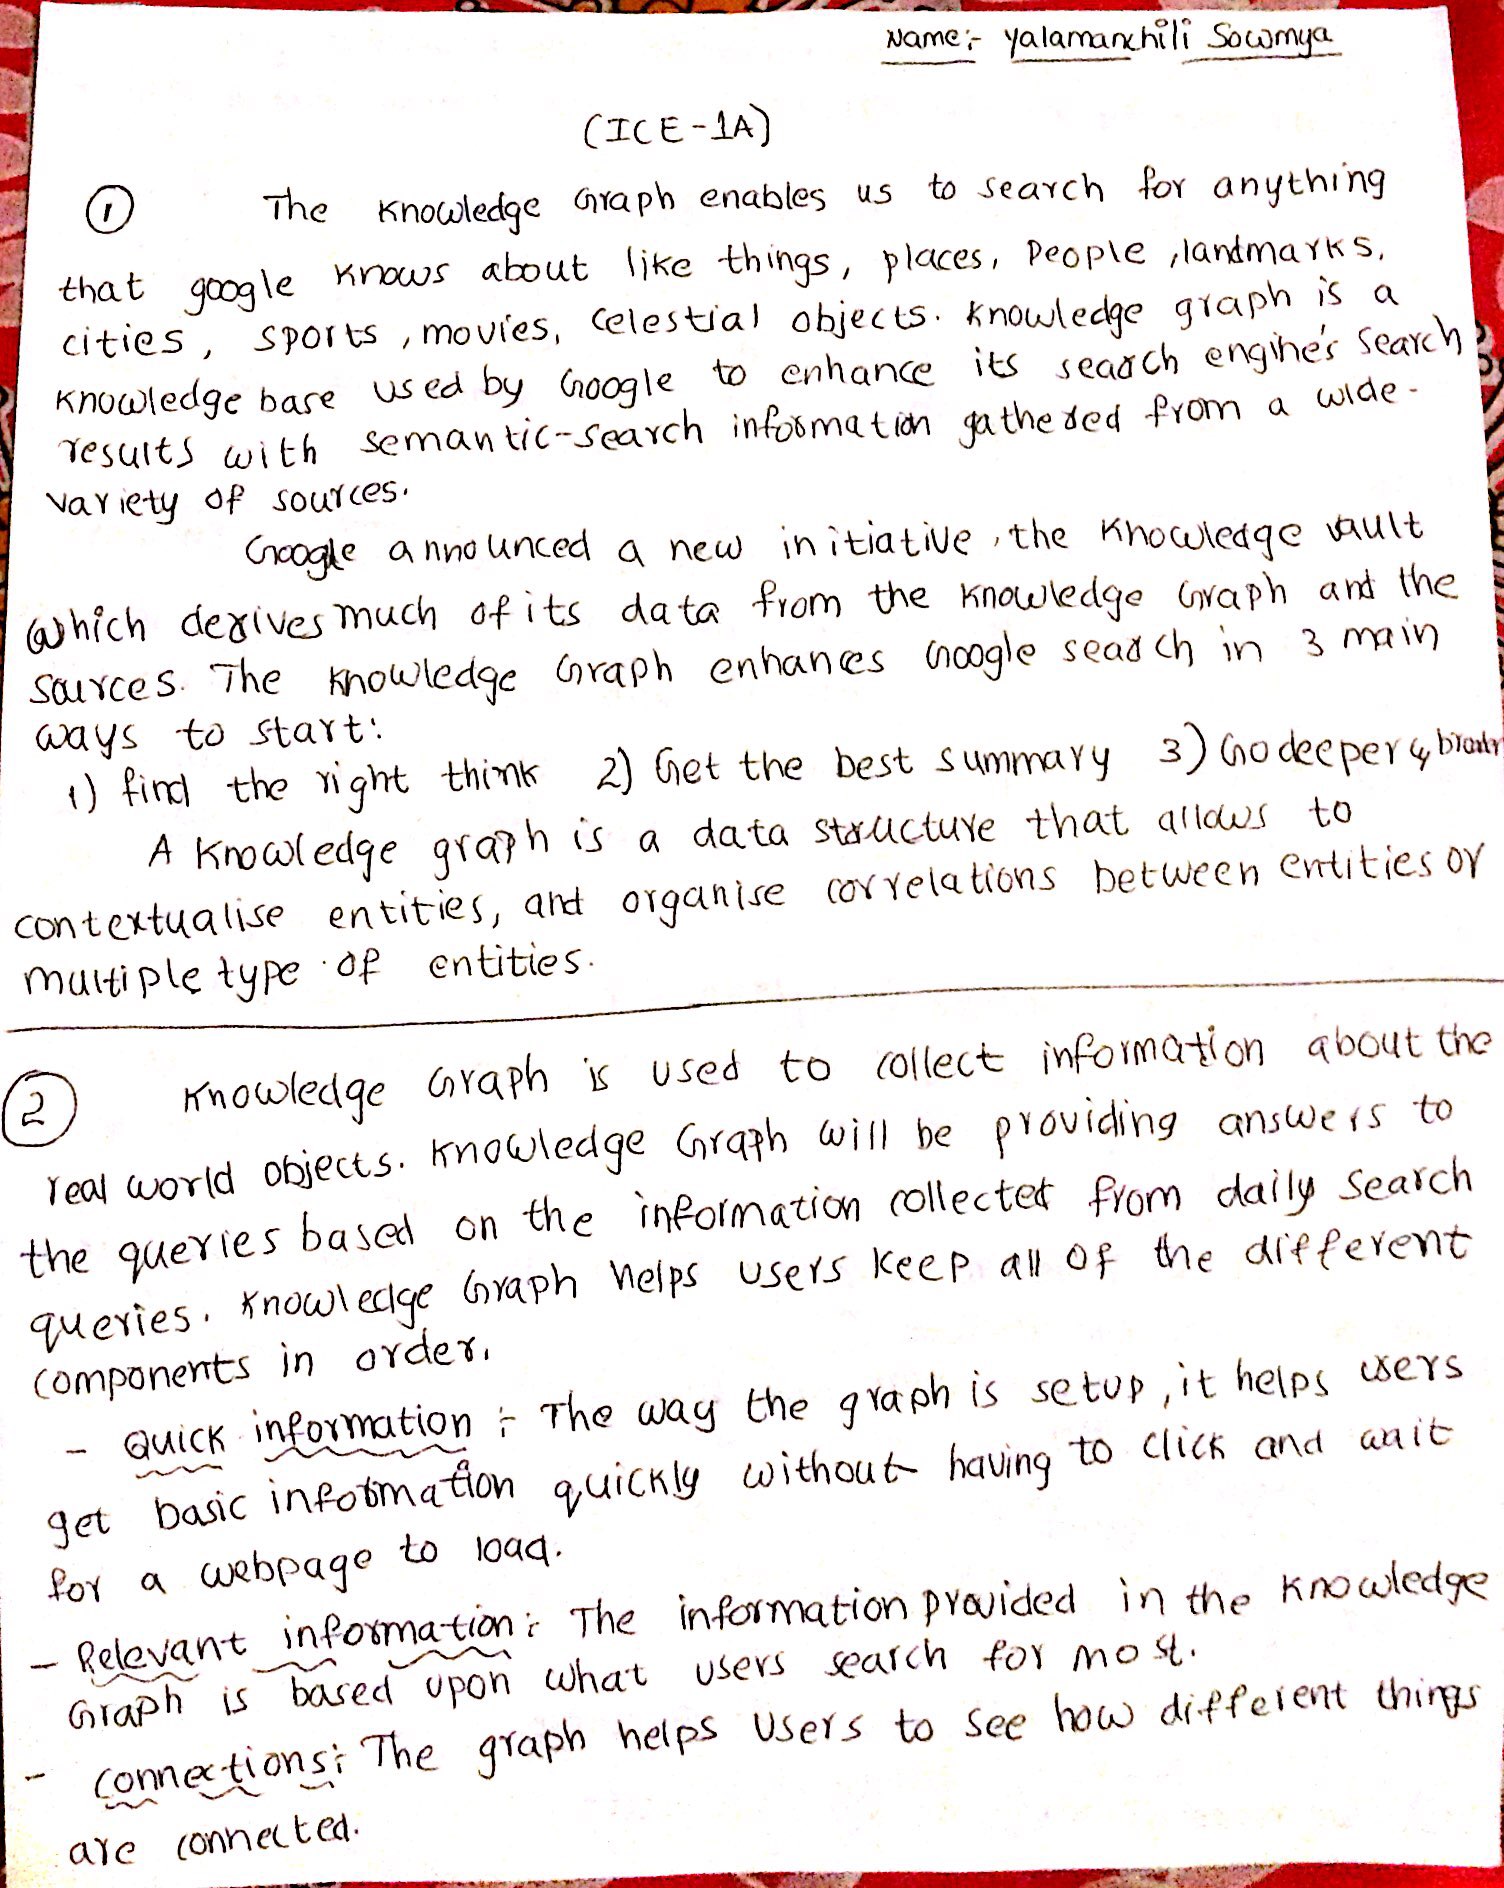 Name:- Yalamanchili Sowmya
(ICE-1A)
① The Knowledge Graph enables us to search for anything
that google knows about like things, places, People, landmarks,
cities, sports, movies, celestial objects. Knowledge graph is a
knowledge base used by Google to enhance its search engine's search
results with semantic-search information gathered from a wide-
variety of sources.
Google announced a new initiative, the Knowledge vault
which derives much of its data from the Knowledge Graph and the
sources. The Knowledge Graph enhances Google search in 3 main
ways to start:
1) find the right think 2) Get the best summary 3) Go deeper &
A Knowledge graph is a data structure that allows to
contextualise entities, and organise correlations between entities or
multiple type of entities.
② Knowledge Graph is used to collect information about the
real world objects. Knowledge Graph will be providing answers to
the queries based on the information collected from daily search
queries. Knowledge Graph helps users keep all of the different
components in order.
- Quick information :- The way the graph is setup, it helps users
get basic information quickly without having to click and wait
for a webpage to load.
- Relevant information :- The information provided in the Knowledge
Graph is based upon what users search for most.
- connections :- The graph helps users to see how different things
are connected.